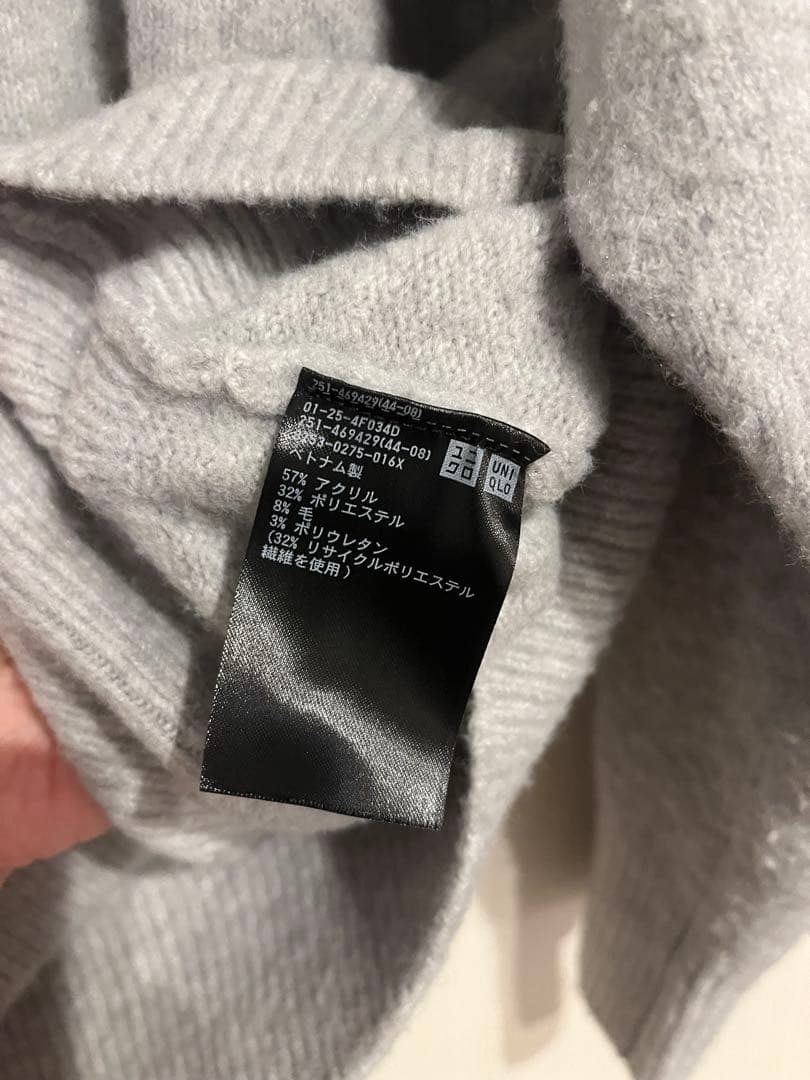 251-469429(44-08)
01-25-4F034D
251-469429(44-08)
253-0275-016X
ベトナム製
57% アクリル
32% ポリエステル
8% 毛
3% ポリウレタン
(32% リサイクルポリエステル
繊維を使用)
ユニ
クロ
UNI
QLO